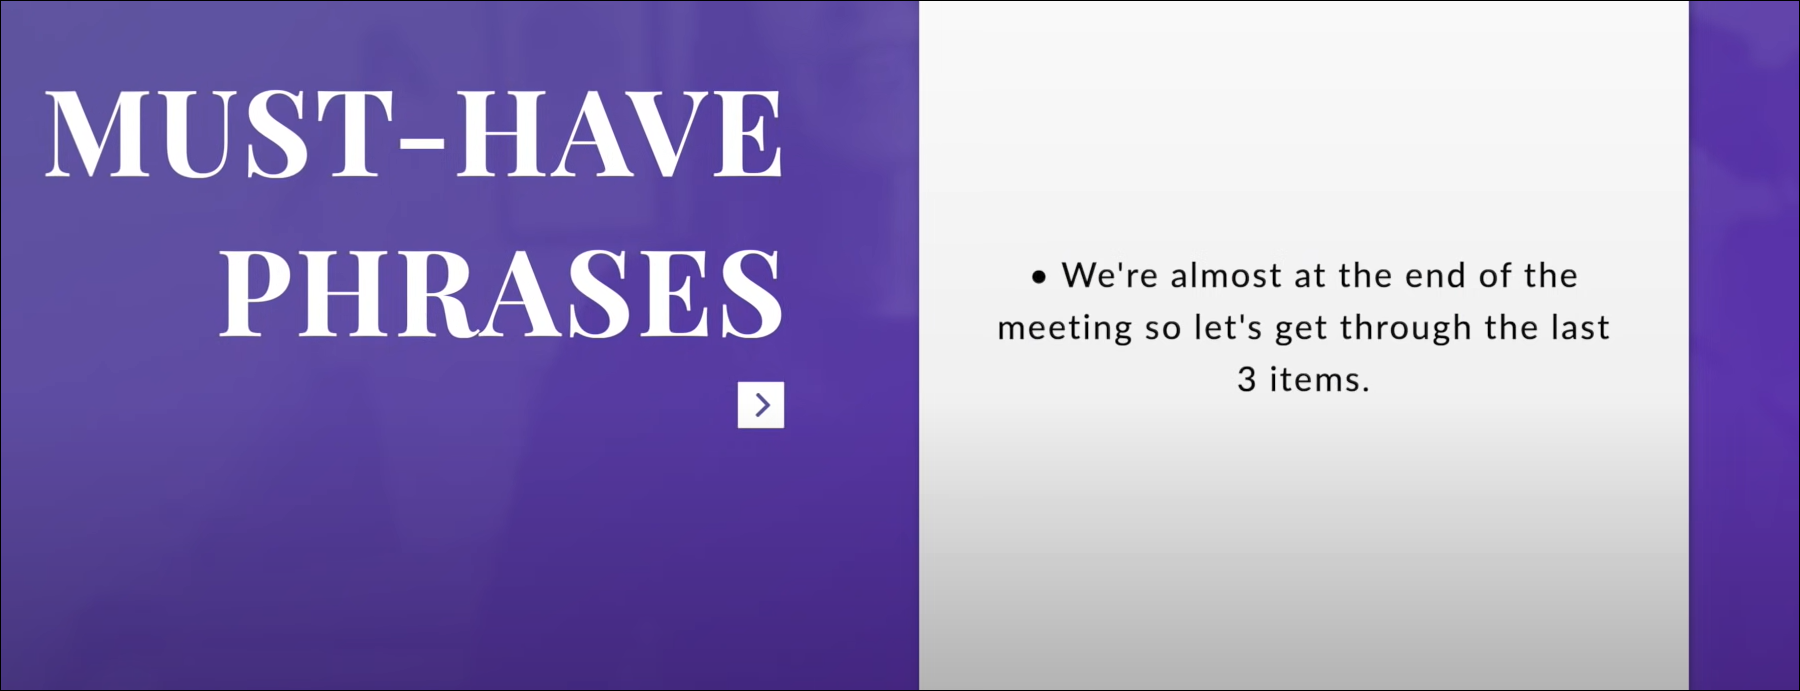 MUST-HAVE
PHRASES
• We're almost at the end of the
meeting so let's get through the last
3 items.